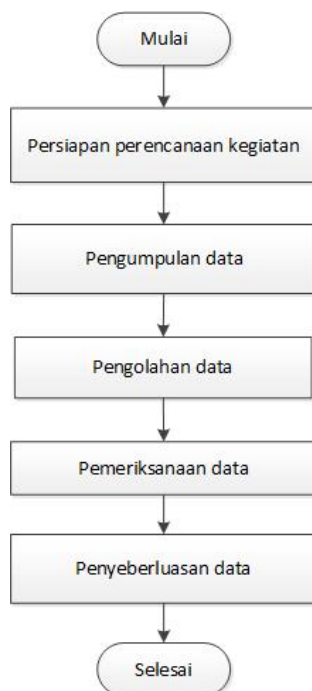 Mulai
Persiapan perencanaan kegiatan
Pengumpulan data
Pengolahan data
Pemeriksanaan data
Penyeberluasan data
Selesai